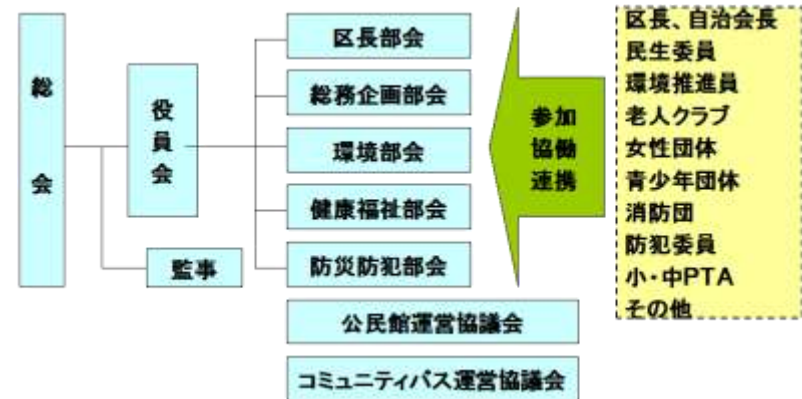 総会
役員会
監事
区長部会
総務企画部会
環境部会
健康福祉部会
防災防犯部会
公民館運営協議会
コミュニティバス運営協議会
参加
協働
連携
区長、自治会長
民生委員
環境推進員
老人クラブ
女性団体
青少年団体
消防団
防犯委員
小・中PTA
その他